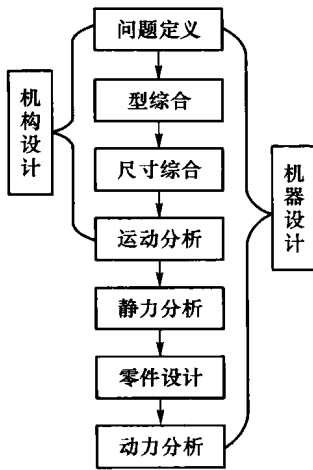 问题定义
型综合
尺寸综合
运动分析
静力分析
零件设计
动力分析
机构设计
机器设计